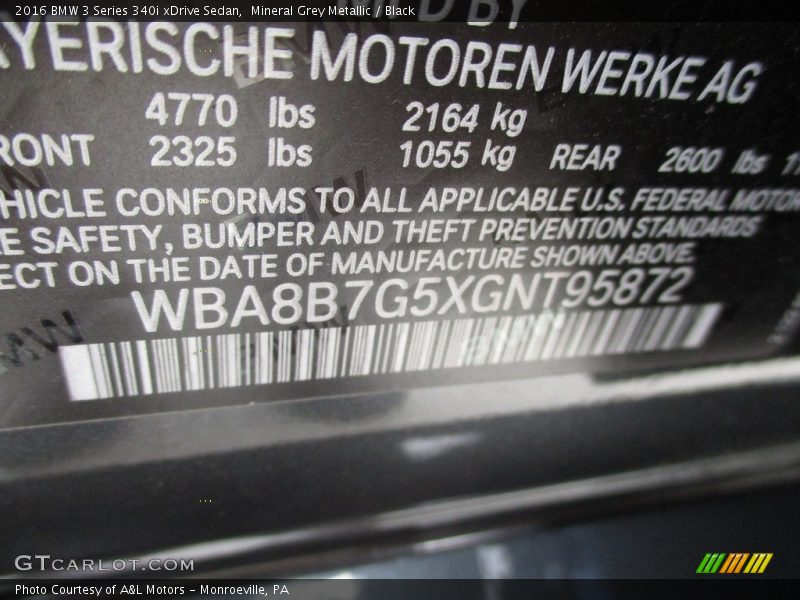 2016 BMW 3 Series 340i xDrive Sedan,  Mineral Grey Metallic / Black
BY
YERISCHE MOTOREN WERKE AG
4770 lbs 2164 kg
RONT 2325 lbs 1055 kg REAR 2600 lbs
HICLE CONFORMS TO ALL APPLICABLE U.S. FEDERAL MOTOR
E SAFETY, BUMPER AND THEFT PREVENTION STANDARDS
ECT ON THE DATE OF MANUFACTURE SHOWN ABOVE.
WBA8B7G5XGNT95872
GTCARLOT.COM
Photo Courtesy of A&L Motors – Monroeville, PA